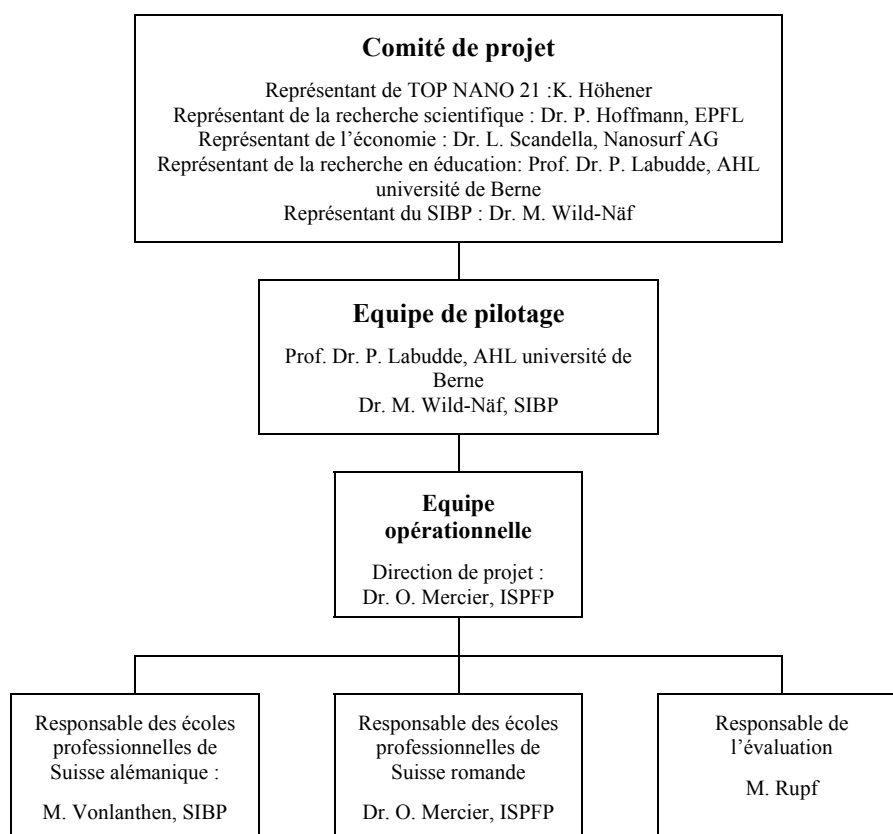 Comité de projet
Représentant de TOP NANO 21 :K. Höhener
Représentant de la recherche scientifique : Dr. P. Hoffmann, EPFL
Représentant de l'économie : Dr. L. Scandella, Nanosurf AG
Représentant de la recherche en éducation: Prof. Dr. P. Labudde, AHL
université de Berne
Représentant du SIBP : Dr. M. Wild-Näf
Equipe de pilotage
Prof. Dr. P. Labudde, AHL université de
Berne
Dr. M. Wild-Näf, SIBP
Equipe
opérationnelle
Direction de projet :
Dr. O. Mercier, ISPFP
Responsable des écoles
professionnelles de
Suisse alémanique :
M. Vonlanthen, SIBP
Responsable des écoles
professionnelles de
Suisse romande
Dr. O. Mercier, ISPFP
Responsable de
l'évaluation
M. Rupf